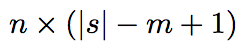 n × (|s| − m + 1)